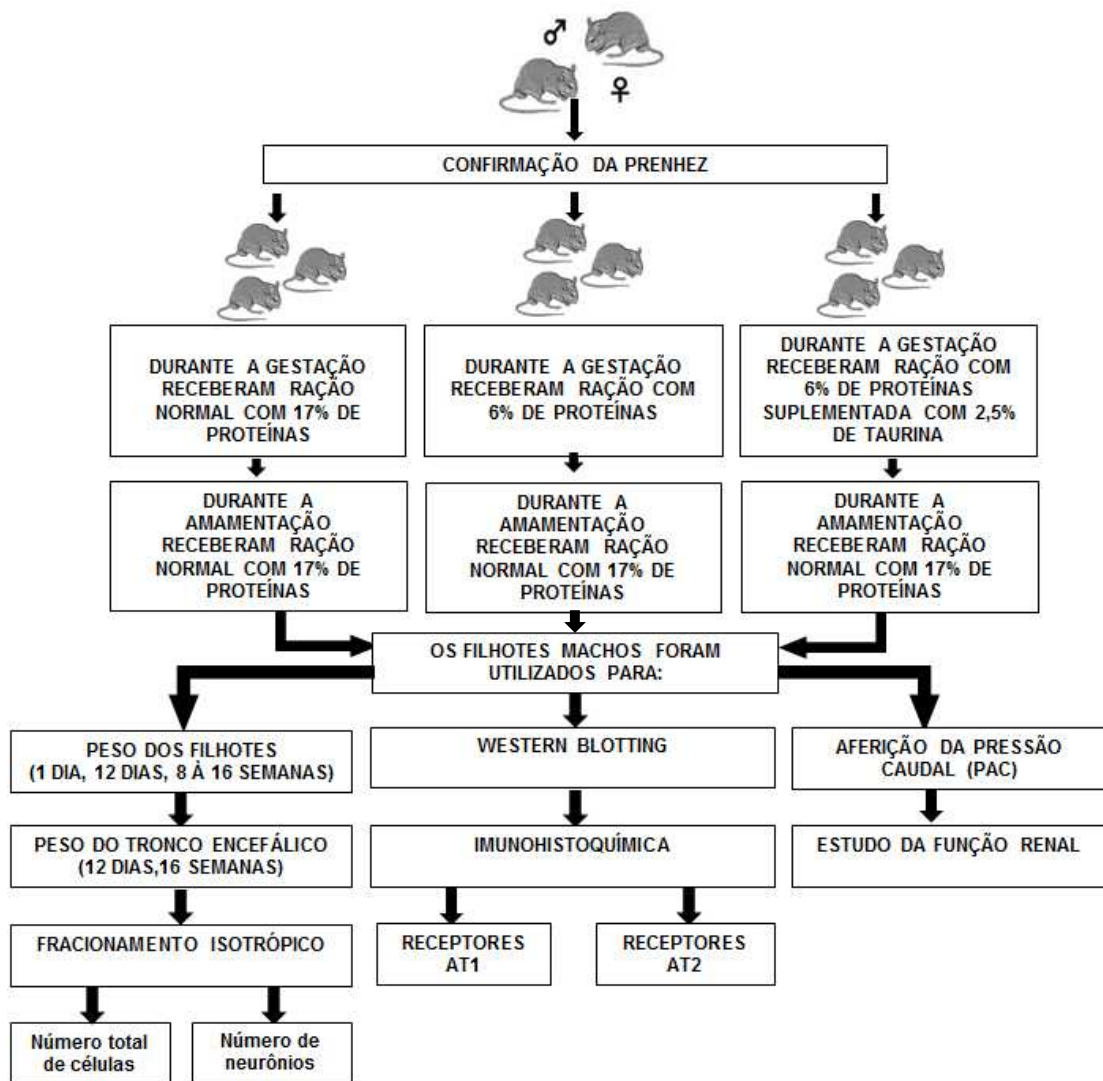 ♂
♀
CONFIRMAÇÃO DA PRENHEZ
DURANTE A GESTAÇÃO
RECEBERAM RAÇÃO
NORMAL COM 17% DE
PROTEÍNAS
DURANTE A GESTAÇÃO
RECEBERAM RAÇÃO COM
6% DE PROTEÍNAS
DURANTE A GESTAÇÃO
RECEBERAM RAÇÃO COM
6% DE PROTEÍNAS
SUPLEMENTADA COM 2,5%
DE TAURINA
DURANTE A
AMAMENTAÇÃO
RECEBERAM RAÇÃO
NORMAL COM 17% DE
PROTEÍNAS
DURANTE A
AMAMENTAÇÃO
RECEBERAM RAÇÃO
NORMAL COM 17% DE
PROTEÍNAS
DURANTE A
AMAMENTAÇÃO
RECEBERAM RAÇÃO
NORMAL COM 17% DE
PROTEÍNAS
OS FILHOTES MACHOS FORAM
UTILIZADOS PARA:
PESO DOS FILHOTES
(1 DIA, 12 DIAS, 8 À 16 SEMANAS)
WESTERN BLOTTING
AFERIÇÃO DA PRESSÃO
CAUDAL (PAC)
PESO DO TRONCO ENCEFÁLICO
(12 DIAS,16 SEMANAS)
IMUNOHISTOQUÍMICA
ESTUDO DA FUNÇÃO RENAL
FRACIONAMENTO ISOTRÓPICO
RECEPTORES
AT1
RECEPTORES
AT2
Número total
de células
Número de
neurônios